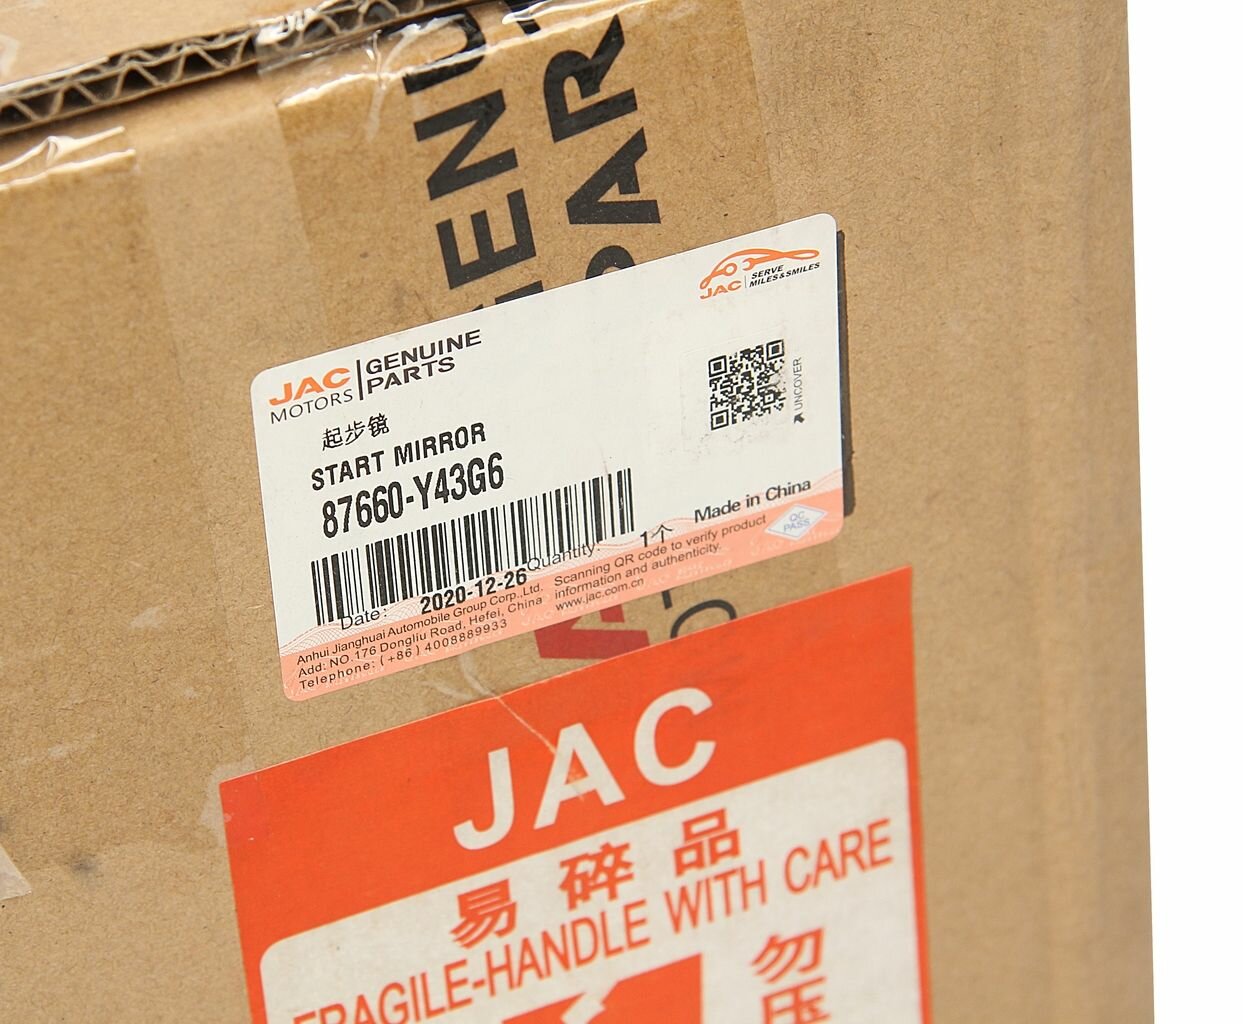 GENU
PAR
JAC
MOTORS
GENUINE
PARTS
JAC
SERVE
MILES&SMILES
起步镜
START MIRROR
87660-Y43G6
UNCOVER
Date:
2020-12-26
Quantity:
1个
Made in China
QC
PASS
Anhui Jianghuai Automobile Group Corp.,Ltd.
Add: NO.176 Dongliu Road, Hefei, China
Telephone: (+86) 4008889933
Scanning QR code to verify product
information and authenticity.
www.jac.com.cn
JAC
易碎品
FRAGILE-HANDLE WITH CARE
勿
压